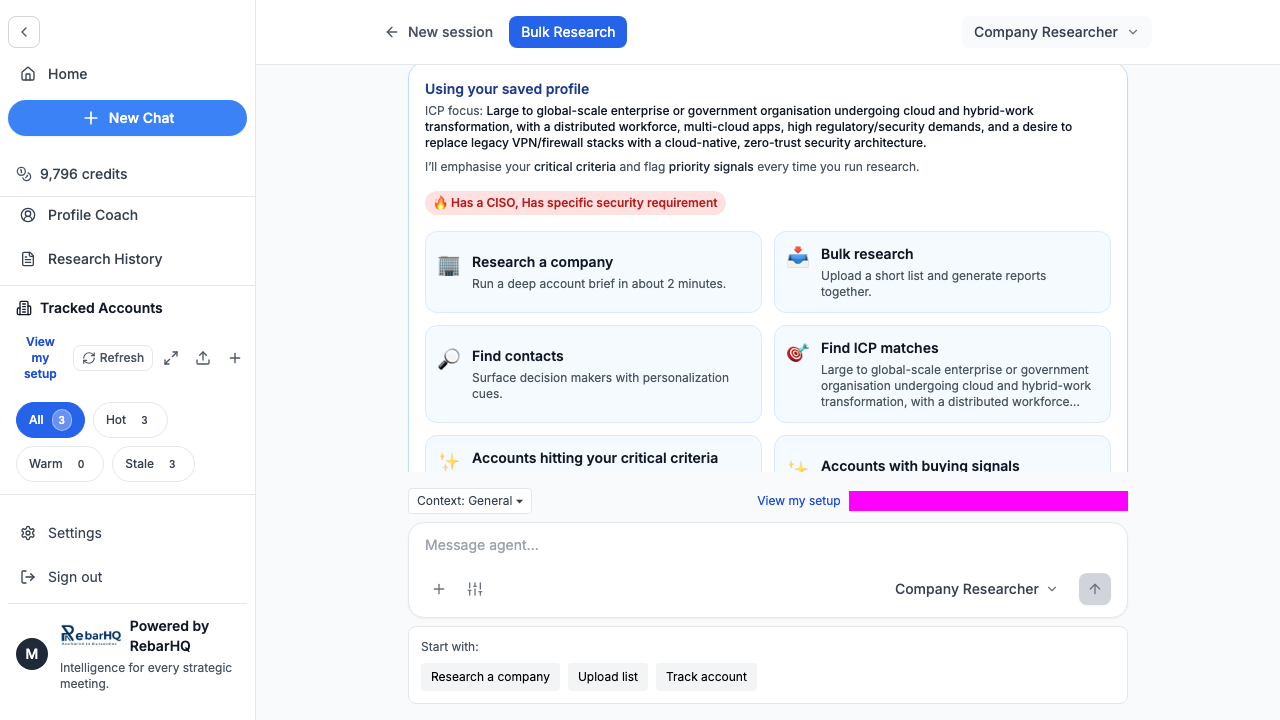 Home
New Chat
9,796 credits
Profile Coach
Research History
Tracked Accounts
View
my
setup
Refresh
All 3
Hot 3
Warm 0
Stale 3
Settings
Sign out
M
RebarHQ
Powered by
RebarHQ
Intelligence for every strategic
meeting.
New session
Bulk Research
Company Researcher
Using your saved profile
ICP focus: Large to global-scale enterprise or government organisation undergoing cloud and hybrid-work
transformation, with a distributed workforce, multi-cloud apps, high regulatory/security demands, and a desire to
replace legacy VPN/firewall stacks with a cloud-native, zero-trust security architecture.
I'll emphasise your critical criteria and flag priority signals every time you run research.
🔥 Has a CISO, Has specific security requirement
Research a company
Run a deep account brief in about 2 minutes.
Bulk research
Upload a short list and generate reports
together.
Find contacts
Surface decision makers with personalization
cues.
Find ICP matches
Large to global-scale enterprise or government
organisation undergoing cloud and hybrid-work
transformation, with a distributed workforce...
Accounts hitting your critical criteria
Accounts with buying signals
Context: General
View my setup
Message agent...
Company Researcher
Start with:
Research a company
Upload list
Track account